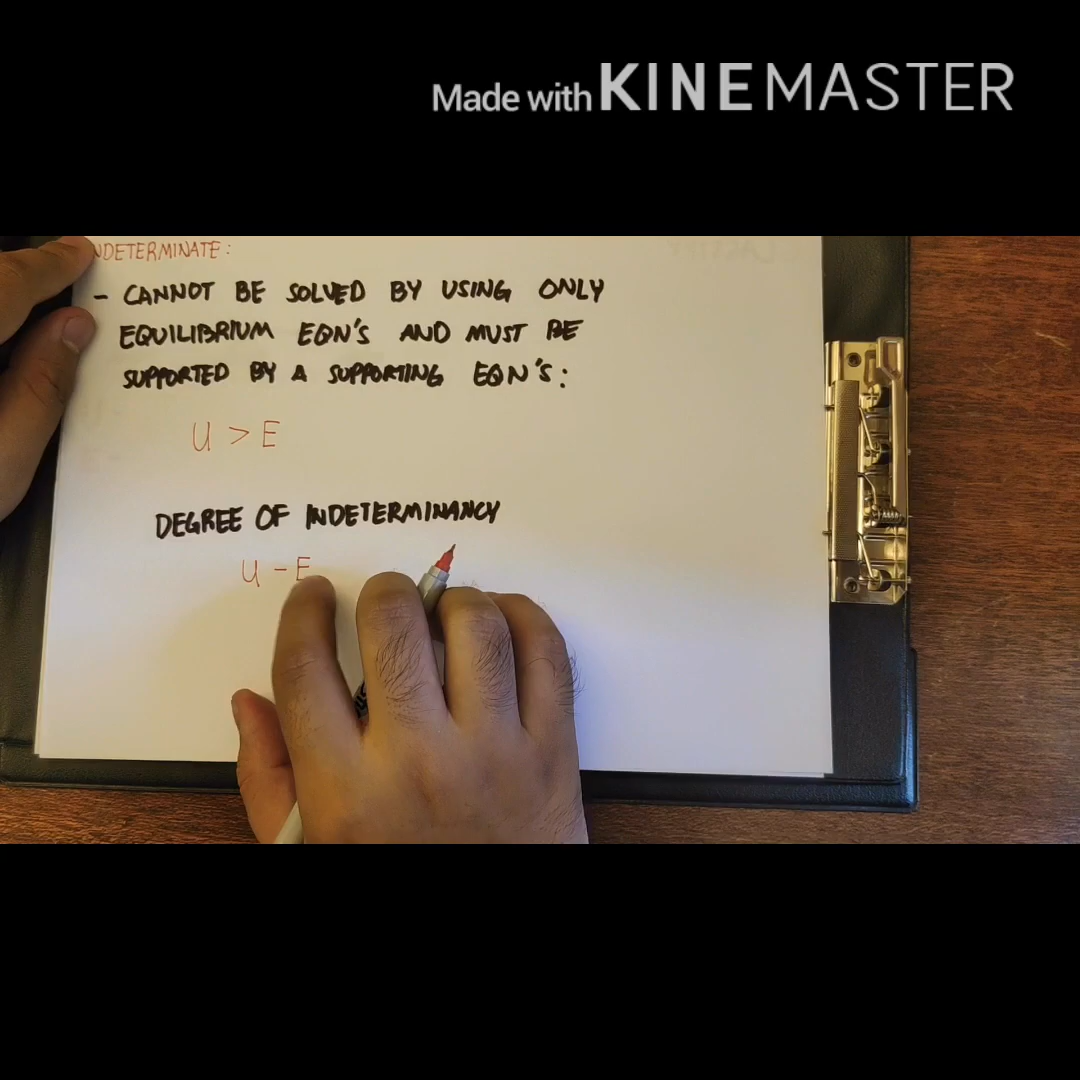 Made with KINEMASTER
NDETERMINATE:
- CANNOT BE SOLVED BY USING ONLY
EQUILIBRIUM EQN'S AND MUST BE
SUPPORTED BY A SUPPORTING EQN'S:
U > E
DEGREE OF INDETERMINANCY
U - E